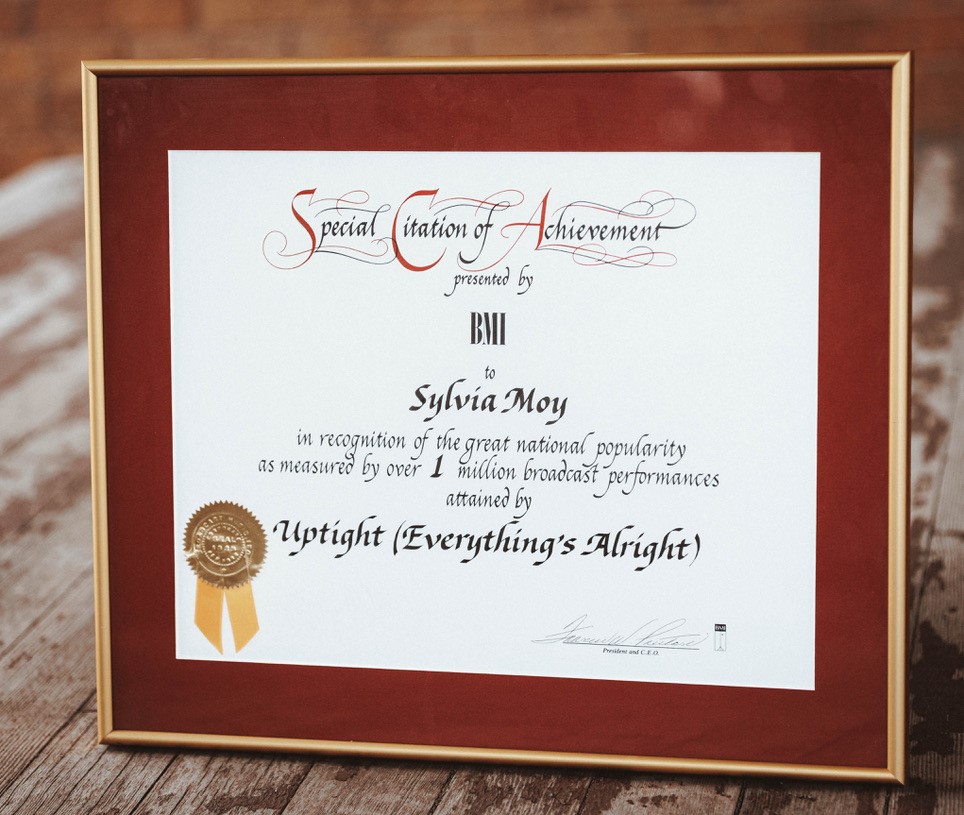 Special Citation of Achievement
presented by
BMI
to
Sylvia Moy
in recognition of the great national popularity
as measured by over 1 million broadcast performances
attained by
Uptight (Everything's Alright)
President and C.E.O.
BMI